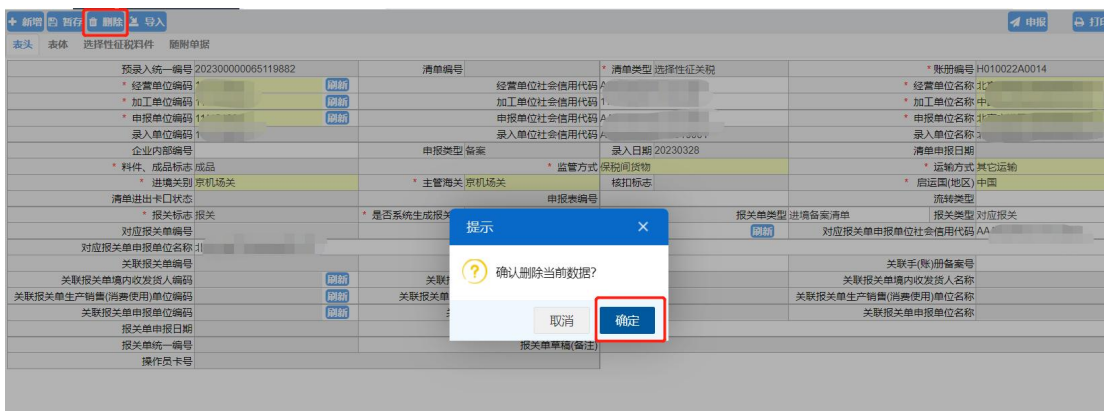 新增 暂存 删除 导入 申报 打印
表头 表体 选择性征税料件 随附单据
预录入统一编号 202300000065119882 清单编号 * 清单类型 选择性征关税 * 账册编号 H010022A0014
* 经营单位编码 刷新 经营单位社会信用代码 * 经营单位名称
* 加工单位编码 刷新 加工单位社会信用代码 * 加工单位名称
* 申报单位编码 刷新 申报单位社会信用代码 * 申报单位名称
录入单位编码 录入单位社会信用代码 录入单位名称
企业内部编号 申报类型 备案 录入日期 20230328 清单申报日期
* 料件、成品标志 成品 * 监管方式 保税间货物 * 运输方式 其它运输
* 进境关别 京机场关 * 主管海关 京机场关 核扣标志 * 启运国(地区) 中国
清单进出卡口状态 申报表编号 流转类型
* 报关标志 报关 * 是否系统生成报关 报关单类型 进境备案清单 报关类型 对应报关
对应报关单编号 刷新 对应报关单申报单位社会信用代码 AA
对应报关单申报单位名称
关联报关单编号 关联手(账)册备案号
关联报关单境内收发货人编码 刷新 关联报关单境内收发货人名称
关联报关单生产销售(消费使用)单位编码 刷新 关联报关单 关联报关单生产销售(消费使用)单位名称
关联报关单申报单位编码 刷新 关联报关单申报单位名称
报关单申报日期
报关单统一编号 报关单草稿(备注)
操作员卡号
提示 ×
? 确认删除当前数据?
取消 确定